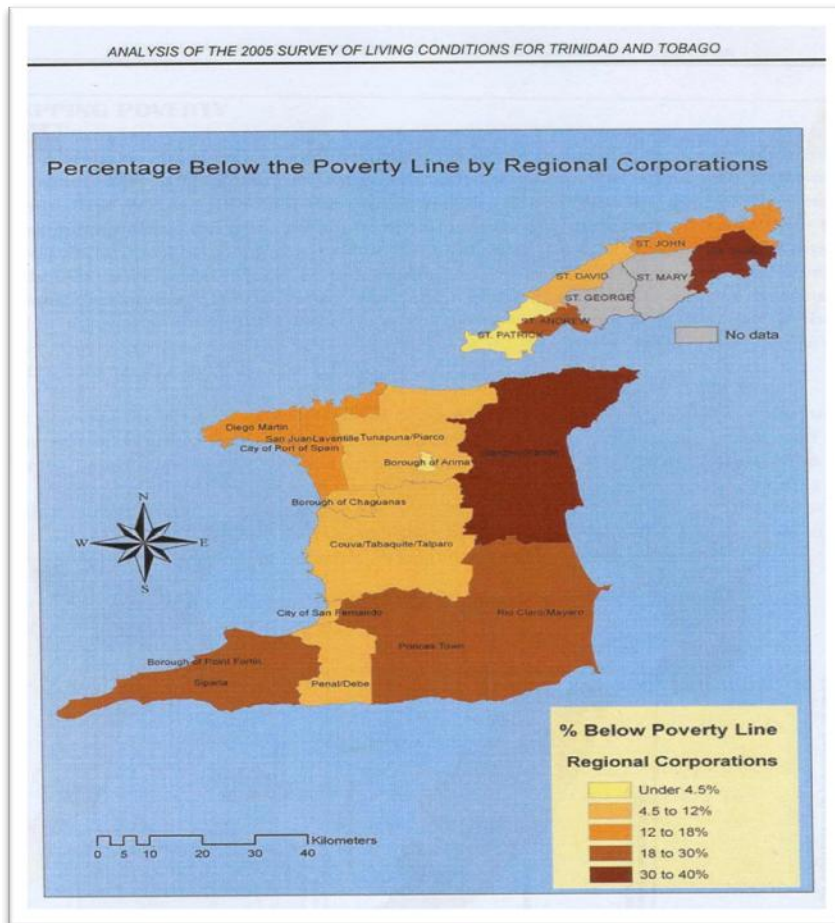 ANALYSIS OF THE 2005 SURVEY OF LIVING CONDITIONS FOR TRINIDAD AND TOBAGO
Percentage Below the Poverty Line by Regional Corporations
ST. JOHN
ST. DAVID
ST. MARY
ST. GEORGE
ST. ANDREW
ST. PATRICK
No data
Diego Martin
San Juan-Laventille
Tunapuna/Piarco
City of Port of Spain
Borough of Arima
Borough of Chaguanas
N
W
E
S
Couva/Tabaquite/Talparo
City of San Fernando
Rio Claro/Mayaro
Princes Town
Borough of Point Fortin
Siparia
Penal/Debe
% Below Poverty Line
Regional Corporations
Under 4.5%
4.5 to 12%
12 to 18%
18 to 30%
30 to 40%
Kilometers
0 5 10 20 30 40